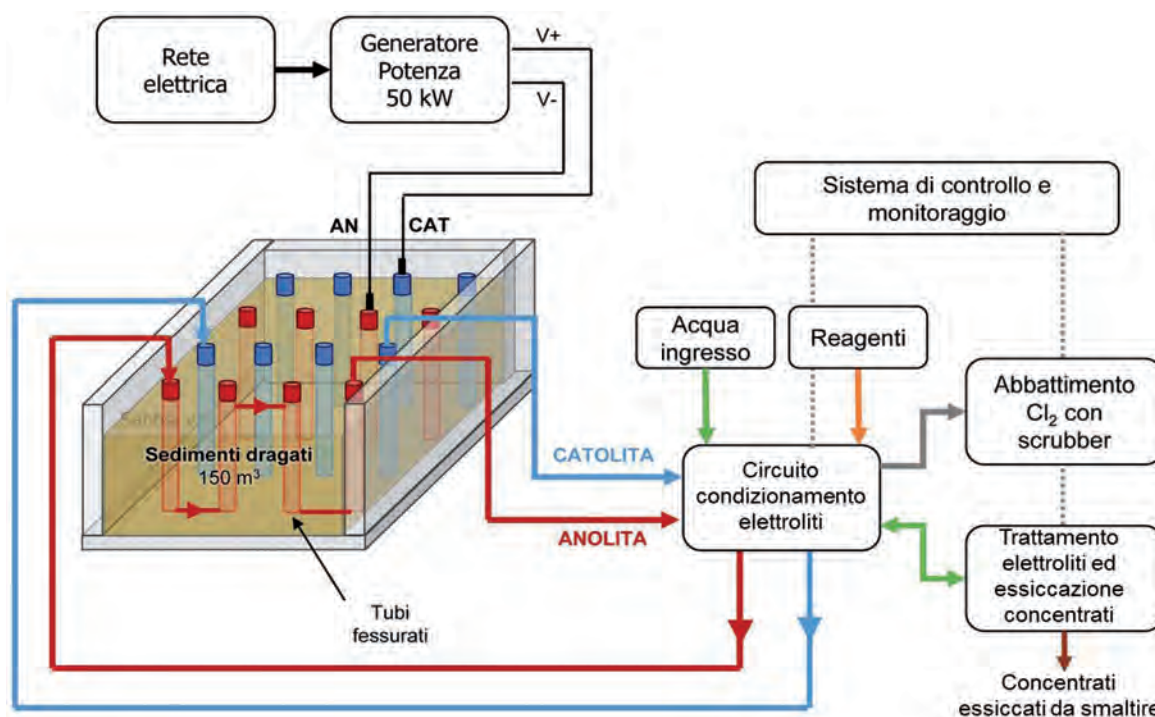 Rete
elettrica
Generatore
Potenza
50 kW
V+
V-
AN
CAT
Sistema di controllo e
monitoraggio
Acqua
ingresso
Reagenti
Abbattimento
Cl₂ con
scrubber
Sedimenti dragati
150 m³
CATOLITA
ANOLITA
Circuito
condizionamento
elettroliti
Trattamento
elettroliti ed
essiccazione
concentrati
Tubi
fessurati
Concentrati
essiccati da smaltire